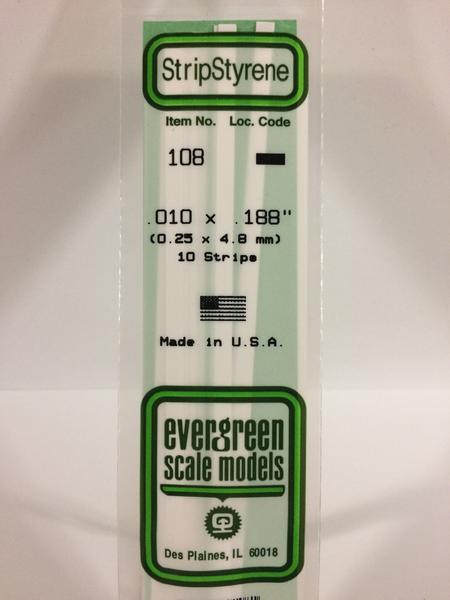 StripStyrene
Item No. Loc. Code
108
.010 x .188"
(0.25 x 4.8 mm)
10 Strips
Made in U.S.A.
evergreen
scale models
Des Plaines, IL 60018